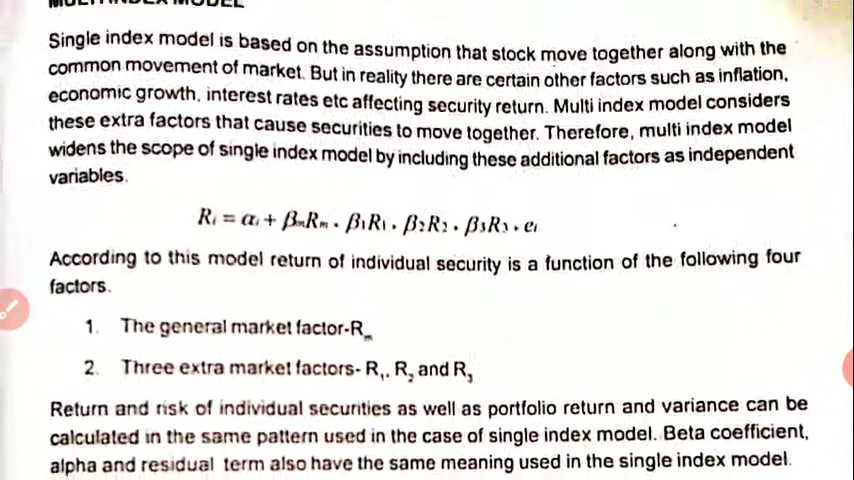 MULTI INDEX MODEL
Single index model is based on the assumption that stock move together along with the
common movement of market. But in reality there are certain other factors such as inflation,
economic growth, interest rates etc affecting security return. Multi index model considers
these extra factors that cause securities to move together. Therefore, multi index model
widens the scope of single index model by including these additional factors as independent
variables.
Rᵢ = αᵢ + βₘRₘ . β₁R₁ . β₂R₂ . β₃R₃ . eᵢ
According to this model return of individual security is a function of the following four
factors.
1. The general market factor-Rₘ
2. Three extra market factors- R₁, R₂ and R₃
Return and risk of individual securities as well as portfolio return and variance can be
calculated in the same pattern used in the case of single index model. Beta coefficient,
alpha and residual term also have the same meaning used in the single index model.